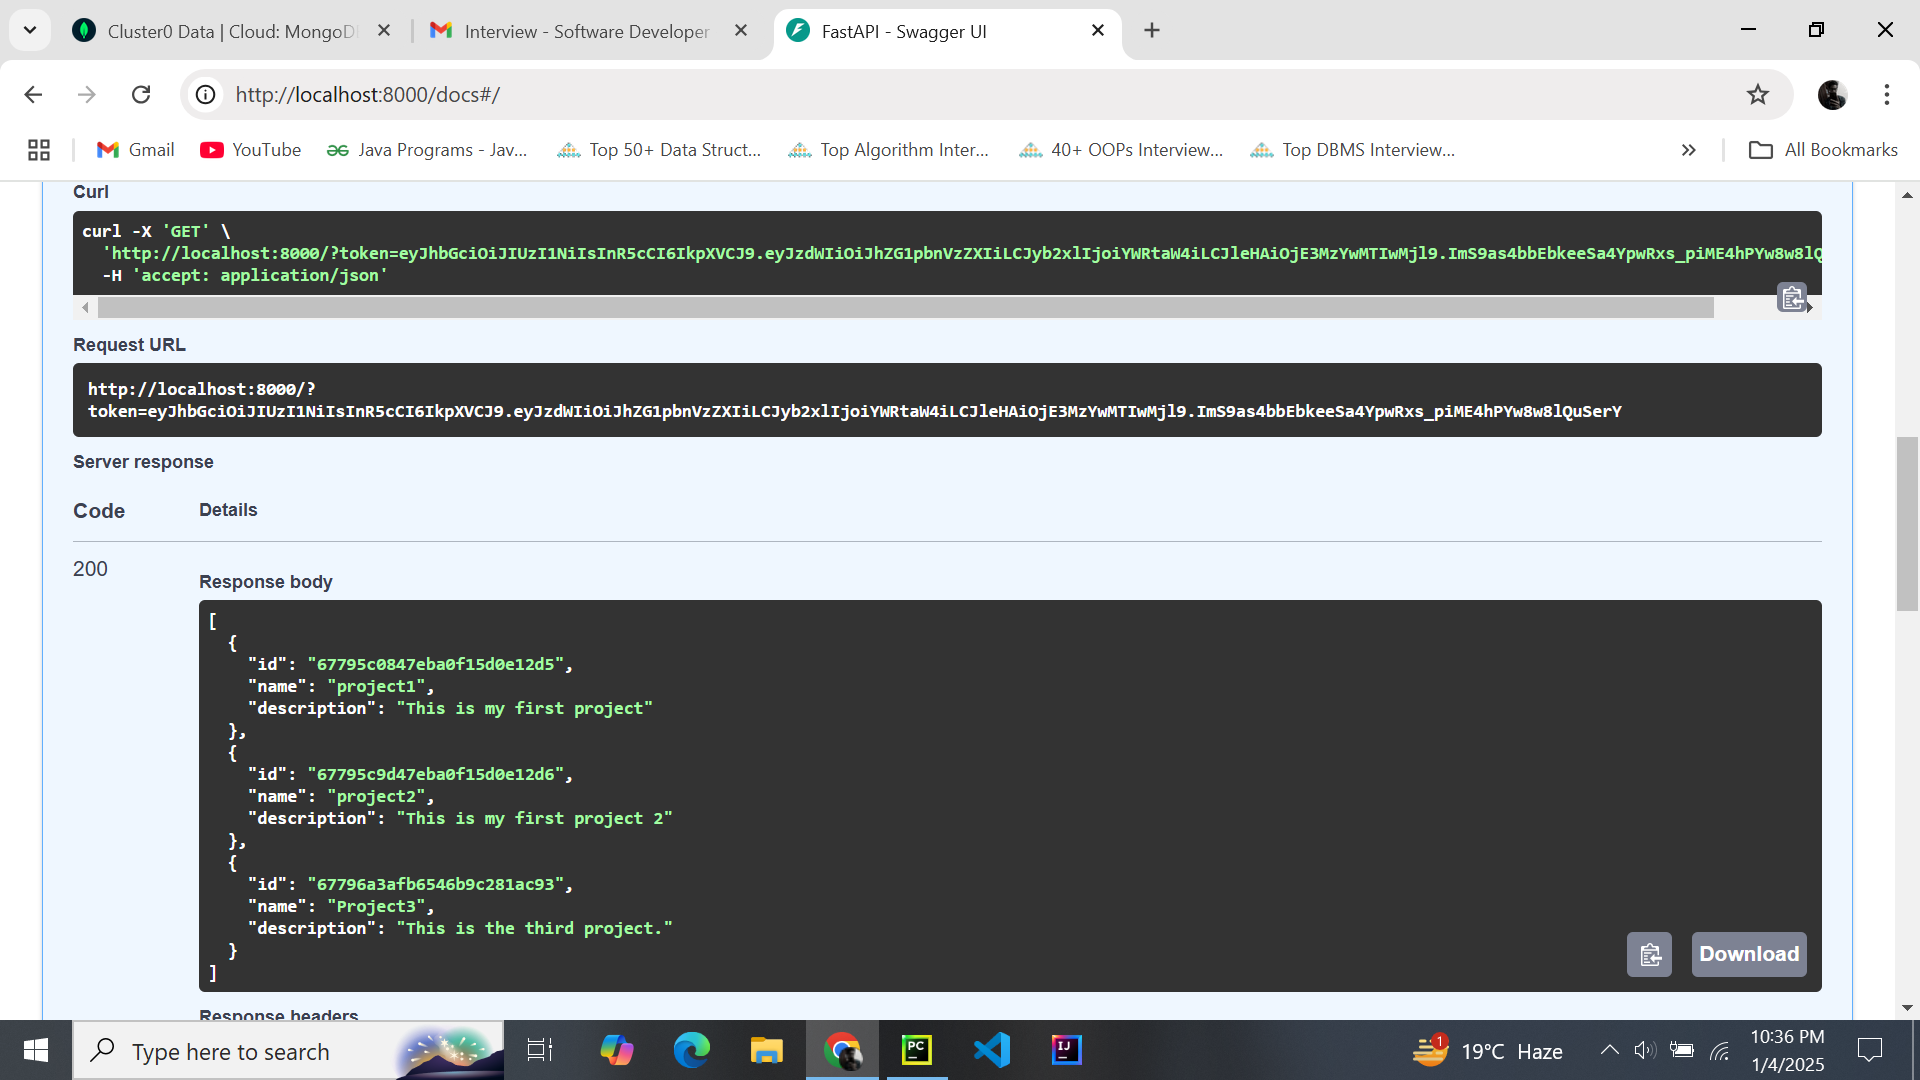 Cluster0 Data | Cloud: MongoD
Interview - Software Developer
FastAPI - Swagger UI
http://localhost:8000/docs#/
Gmail
YouTube
Java Programs - Jav...
Top 50+ Data Struct...
Top Algorithm Inter...
40+ OOPs Interview...
Top DBMS Interview...
All Bookmarks
Curl
curl -X 'GET' \
'http://localhost:8000/?token=eyJhbGciOiJIUzI1NiIsInR5cCI6IkpXVCJ9.eyJzdWIiOiJhZG1pbnVzZXIiLCJyb2xlIjoiYWRtaW4iLCJleHAiOjE3MzYwMTIwMjl9.ImS9as4bbEbkeeSa4YpwRxs_piME4hPYw8w8lQ
-H 'accept: application/json'
Request URL
http://localhost:8000/?
token=eyJhbGciOiJIUzI1NiIsInR5cCI6IkpXVCJ9.eyJzdWIiOiJhZG1pbnVzZXIiLCJyb2xlIjoiYWRtaW4iLCJleHAiOjE3MzYwMTIwMjl9.ImS9as4bbEbkeeSa4YpwRxs_piME4hPYw8w8lQuSerY
Server response
Code
Details
200
Response body
[
{
"id": "67795c0847eba0f15d0e12d5",
"name": "project1",
"description": "This is my first project"
},
{
"id": "67795c9d47eba0f15d0e12d6",
"name": "project2",
"description": "This is my first project 2"
},
{
"id": "67796a3afb6546b9c281ac93",
"name": "Project3",
"description": "This is the third project."
}
]
Download
Response headers
Type here to search
PC
IJ
1
19°C Haze
10:36 PM
1/4/2025